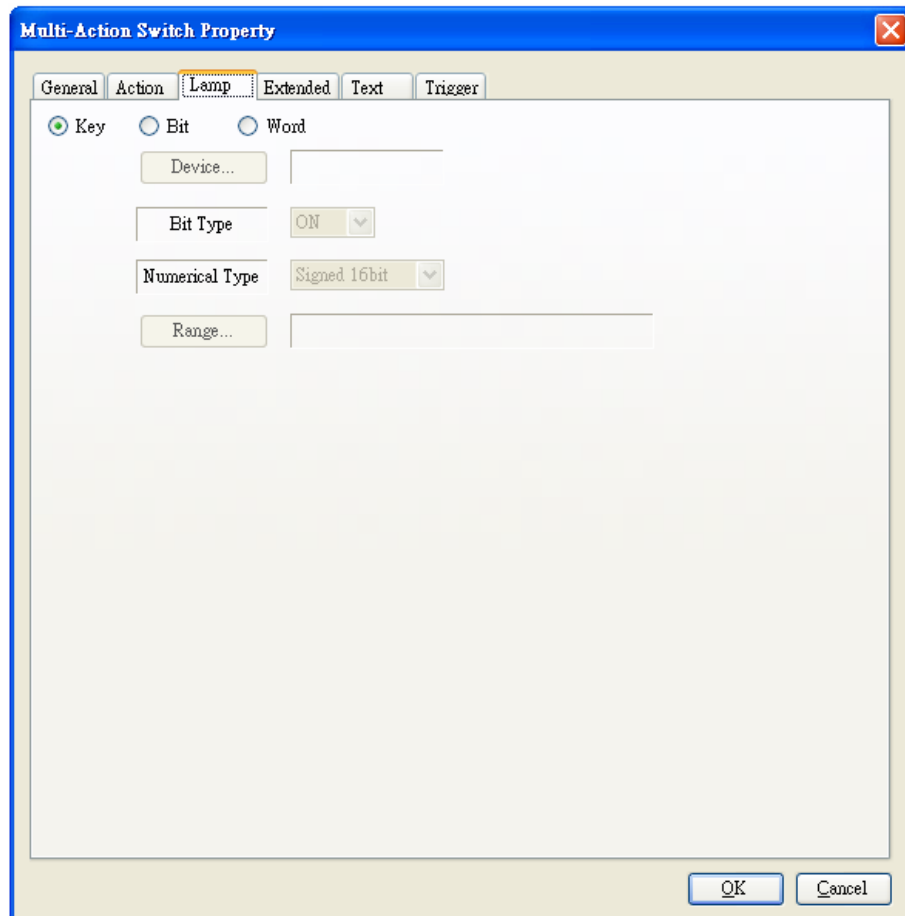 Multi-Action Switch Property
General Action Lamp Extended Text Trigger
Key Bit Word
Device...
Bit Type ON
Numerical Type Signed 16bit
Range...
OK Cancel